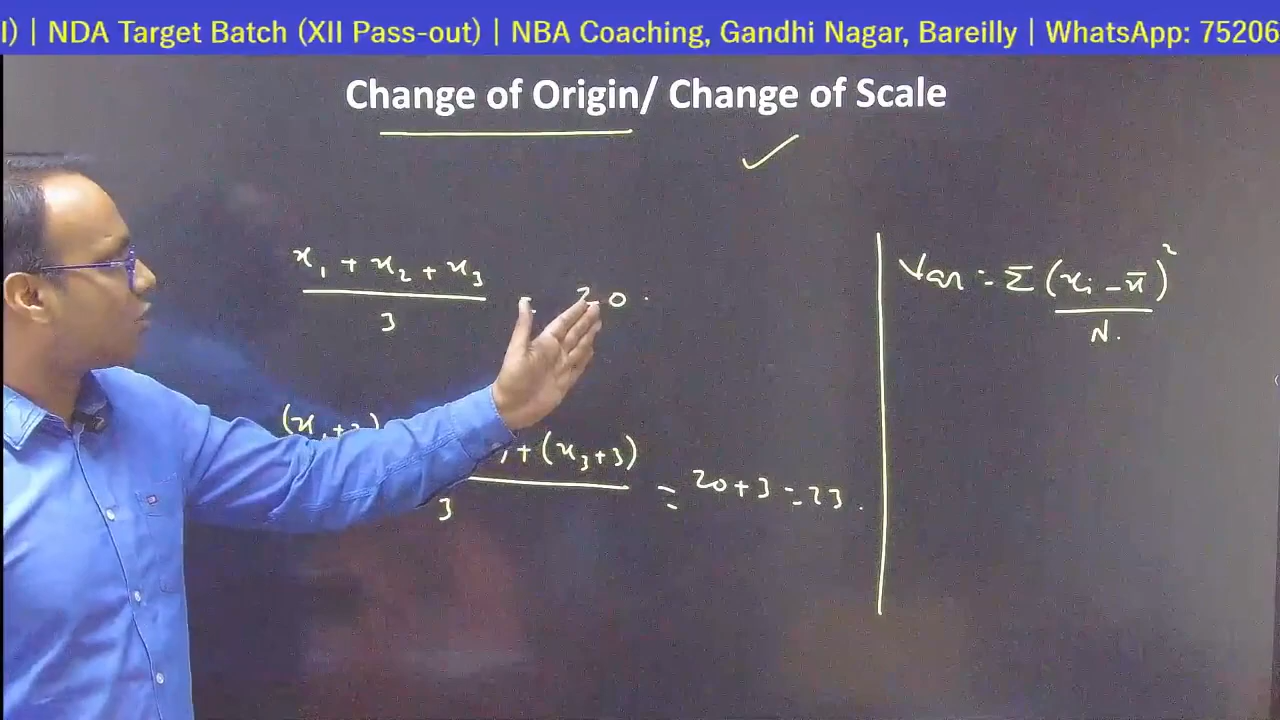 I) | NDA Target Batch (XII Pass-out) | NBA Coaching, Gandhi Nagar, Bareilly | WhatsApp: 75206
Change of Origin/ Change of Scale
x₁ + x₂ + x₃
3
= 20.
+ (x₃+3)
3
= 20+3 = 23.
Var = Σ (xᵢ - x̄)²
N.